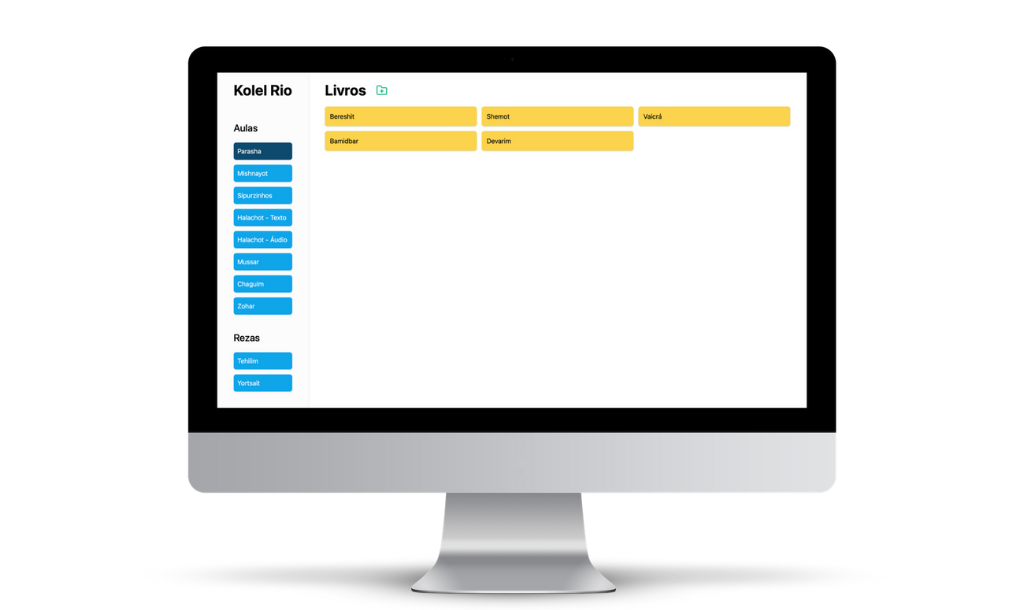 Kolel Rio
Aulas
Parasha
Mishnayot
Sipurzinhos
Halachot - Texto
Halachot - Áudio
Mussar
Chaguim
Zohar
Rezas
Tehilim
Yortsait
Livros
Bereshit
Shemot
Vaicrá
Bamidbar
Devarim